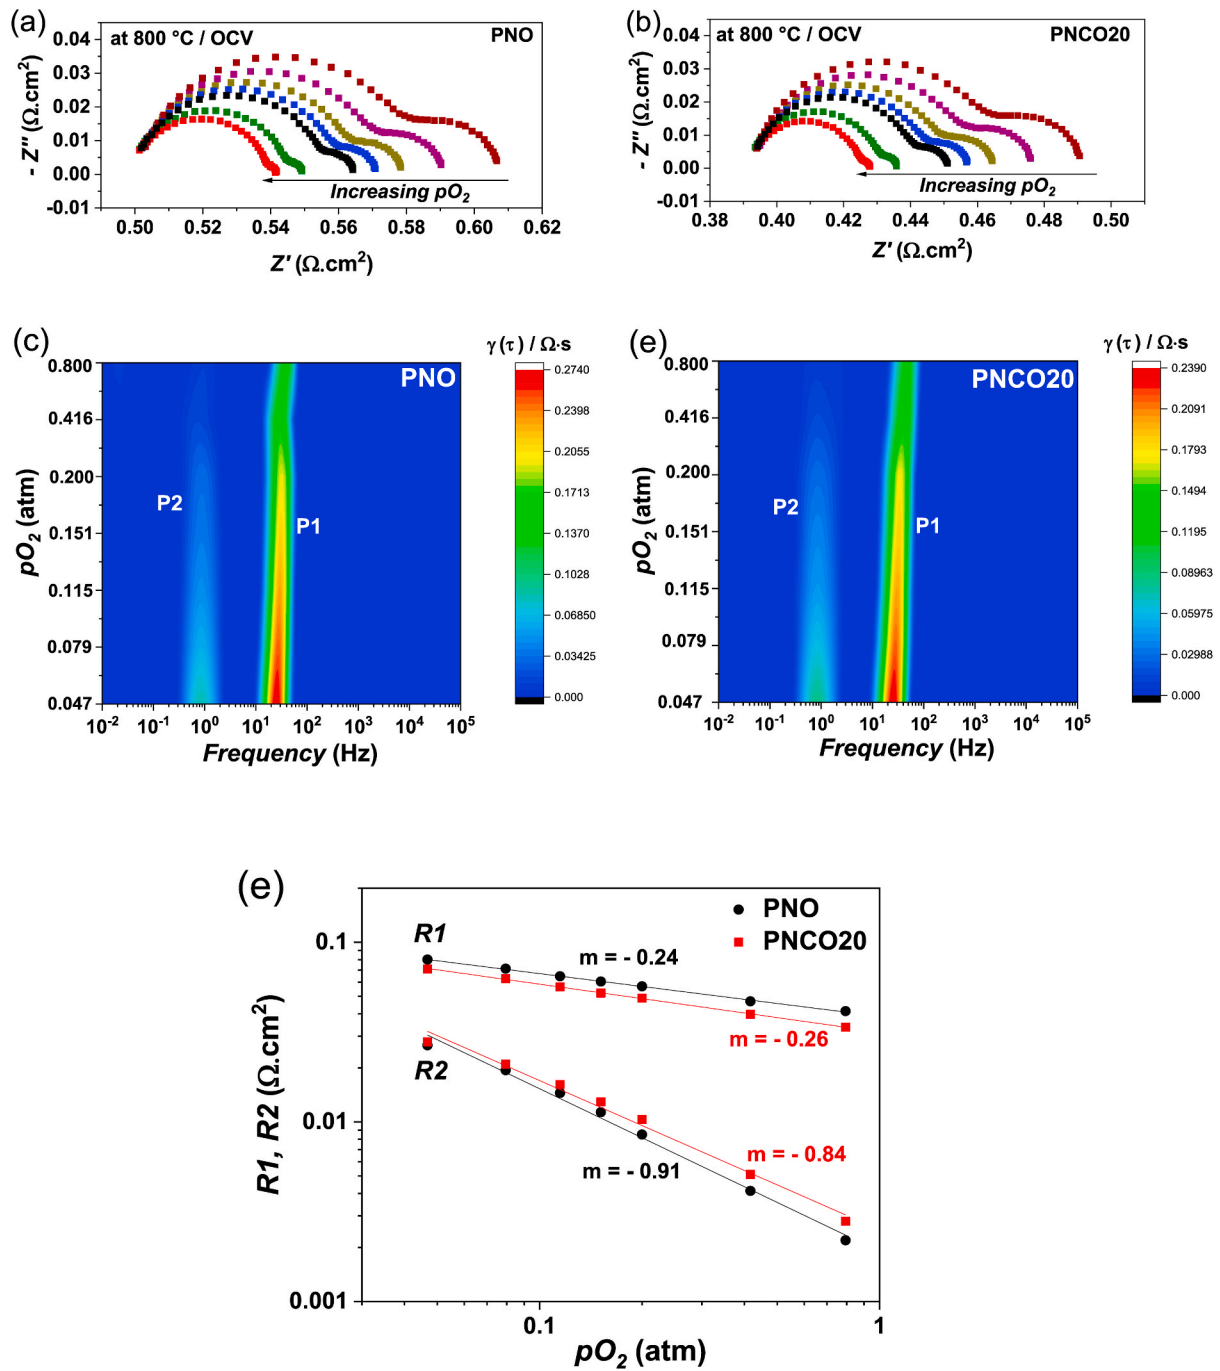 (a)
at 800 °C / OCV
PNO
0.04
0.03
0.02
0.01
0.00
-0.01
- Z'' (Ω.cm²)
Increasing pO₂
0.50 0.52 0.54 0.56 0.58 0.60 0.62
Z' (Ω.cm²)
(b)
at 800 °C / OCV
PNCO20
0.04
0.03
0.02
0.01
0.00
-0.01
- Z'' (Ω.cm²)
Increasing pO₂
0.38 0.40 0.42 0.44 0.46 0.48 0.50
Z' (Ω.cm²)
(c)
γ (τ) / Ω·s
PNO
0.800
0.416
0.200
0.151
0.115
0.079
0.047
pO₂ (atm)
P2
P1
10⁻² 10⁻¹ 10⁰ 10¹ 10² 10³ 10⁴ 10⁵
Frequency (Hz)
0.2740
0.2398
0.2055
0.1713
0.1370
0.1028
0.06850
0.03425
0.000
(e)
γ (τ) / Ω·s
PNCO20
0.800
0.416
0.200
0.151
0.115
0.079
0.047
pO₂ (atm)
P2
P1
10⁻² 10⁻¹ 10⁰ 10¹ 10² 10³ 10⁴ 10⁵
Frequency (Hz)
0.2390
0.2091
0.1793
0.1494
0.1195
0.08963
0.05975
0.02988
0.000
(e)
PNO
PNCO20
R1
m = - 0.24
m = - 0.26
R2
m = - 0.84
m = - 0.91
0.1
0.01
0.001
R1, R2 (Ω.cm²)
0.1 1
pO₂ (atm)